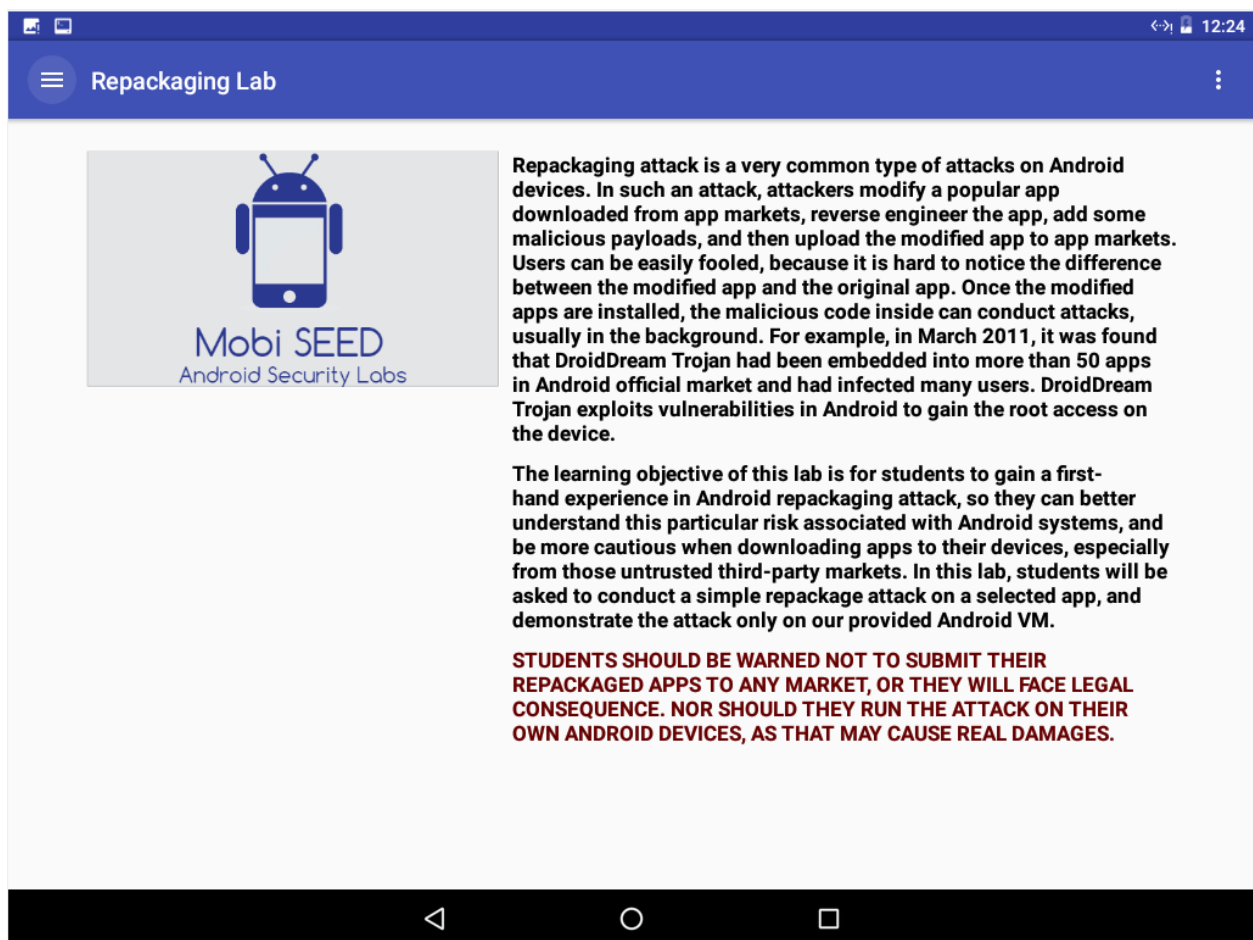 12:24
Repackaging Lab
Mobi SEED
Android Security Labs
Repackaging attack is a very common type of attacks on Android
devices. In such an attack, attackers modify a popular app
downloaded from app markets, reverse engineer the app, add some
malicious payloads, and then upload the modified app to app markets.
Users can be easily fooled, because it is hard to notice the difference
between the modified app and the original app. Once the modified
apps are installed, the malicious code inside can conduct attacks,
usually in the background. For example, in March 2011, it was found
that DroidDream Trojan had been embedded into more than 50 apps
in Android official market and had infected many users. DroidDream
Trojan exploits vulnerabilities in Android to gain the root access on
the device.
The learning objective of this lab is for students to gain a first-
hand experience in Android repackaging attack, so they can better
understand this particular risk associated with Android systems, and
be more cautious when downloading apps to their devices, especially
from those untrusted third-party markets. In this lab, students will be
asked to conduct a simple repackage attack on a selected app, and
demonstrate the attack only on our provided Android VM.
STUDENTS SHOULD BE WARNED NOT TO SUBMIT THEIR
REPACKAGED APPS TO ANY MARKET, OR THEY WILL FACE LEGAL
CONSEQUENCE. NOR SHOULD THEY RUN THE ATTACK ON THEIR
OWN ANDROID DEVICES, AS THAT MAY CAUSE REAL DAMAGES.